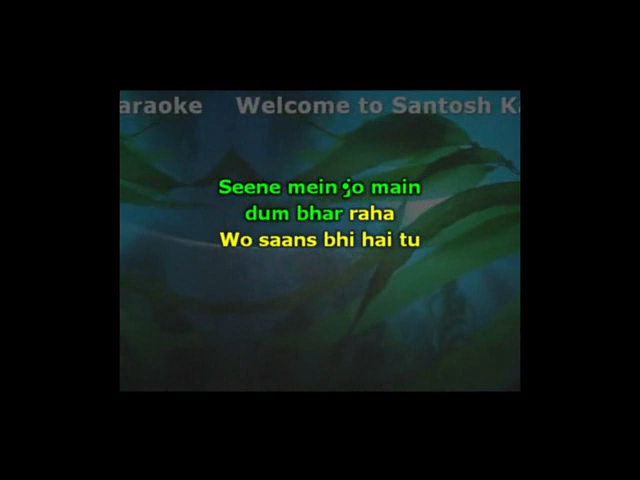 araoke Welcome to Santosh Ka
Seene mein jo main
dum bhar raha
Wo saans bhi hai tu